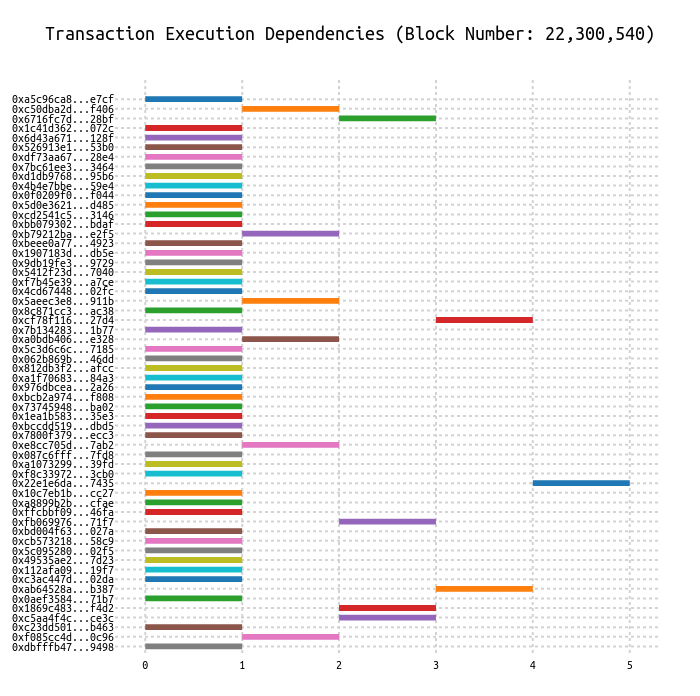 Transaction Execution Dependencies (Block Number: 22,300,540)
0xa5c96ca8...e7cf
0xc50dba2d...f406
0x6716fc7d...28bf
0x1c41d362...072c
0x6d43a671...128f
0x526913e1...53b0
0xdf73aa67...28e4
0x7bc61ee3...3464
0xd1db9768...95b6
0x4b4e7bbe...59e4
0x0f0209f0...f044
0x5d0e3621...d485
0xcd2541c5...3146
0xbb079302...bdaf
0xb79212ba...e2f5
0xbeee0a77...4923
0x1907183d...db5e
0x9db19fe3...9729
0x5412f23d...7040
0xf7b45e39...a7ce
0x4cd67448...02fc
0x5aeec3e8...911b
0x8c871cc3...ac38
0xcf78f116...27d4
0x7b134283...1b77
0xa0bdb406...e328
0x5c3d6c6c...7185
0x062b869b...46dd
0x812db3f2...afcc
0xa1f70683...84a3
0x976dbcea...2a26
0xbcb2a974...f808
0x73745948...ba02
0x1ea1b583...35e3
0xbccdd519...dbd5
0x7800f379...ecc3
0xe8cc705d...7ab2
0x087c6fff...7fd8
0xa1073299...39fd
0xf8c33972...3cb0
0x22e1e6da...7435
0x10c7eb1b...cc27
0xa8899b2b...cfae
0xffcbbf09...46fa
0xfb069976...71f7
0xbd004f63...027a
0xcb573218...58c9
0x5c095280...02f5
0x49535ae2...7d23
0x112afa09...19f7
0xc3ac447d...02da
0xab64528a...b387
0x0aef3584...71b7
0x1869c483...f4d2
0xc5aa4f4c...ce3c
0xc23dd501...b463
0xf085cc4d...0c96
0xdbfffb47...9498
0 1 2 3 4 5